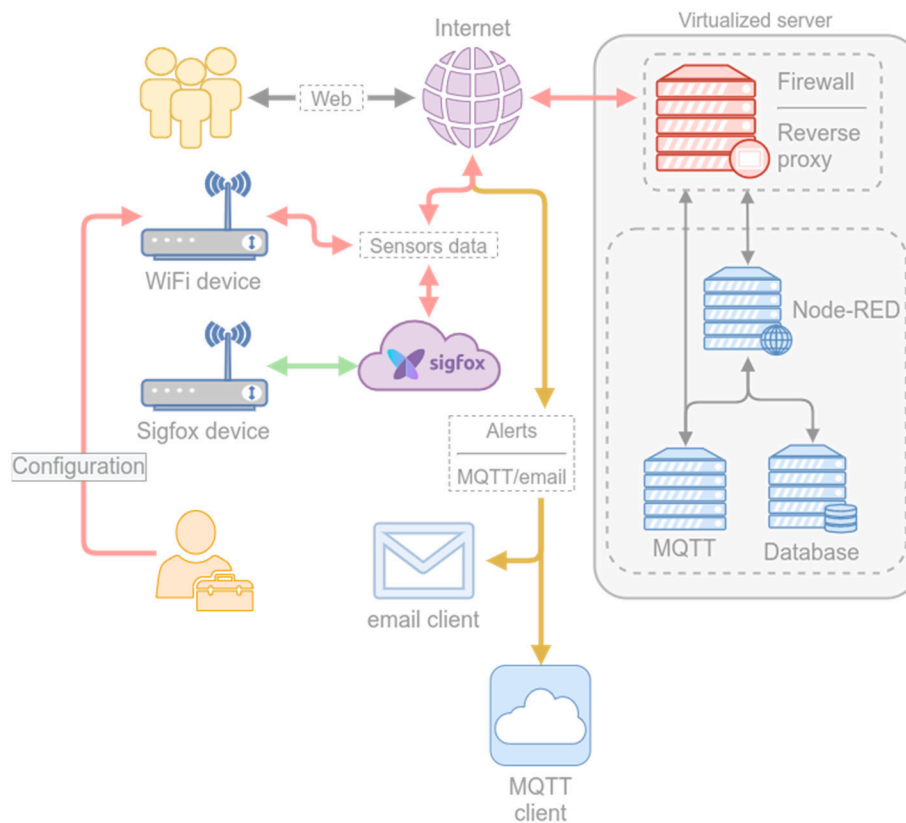 Virtualized server
Internet
Web
Firewall
Reverse
proxy
Sensors data
WiFi device
Node-RED
sigfox
Sigfox device
Alerts
MQTT/email
Configuration
MQTT
Database
email client
MQTT
client